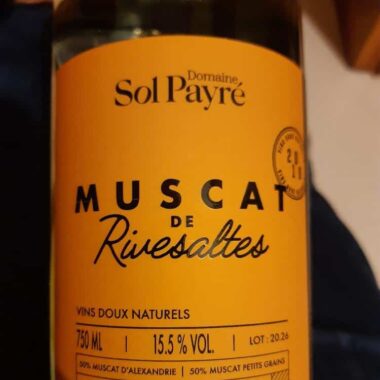 Domaine
Sol Payré
MUSCAT
DE
Rivesaltes
VINS DOUX NATURELS
750 ML | 15.5 % VOL. | LOT : 20.26
50% MUSCAT D'ALEXANDRIE | 50% MUSCAT PETITS GRAINS